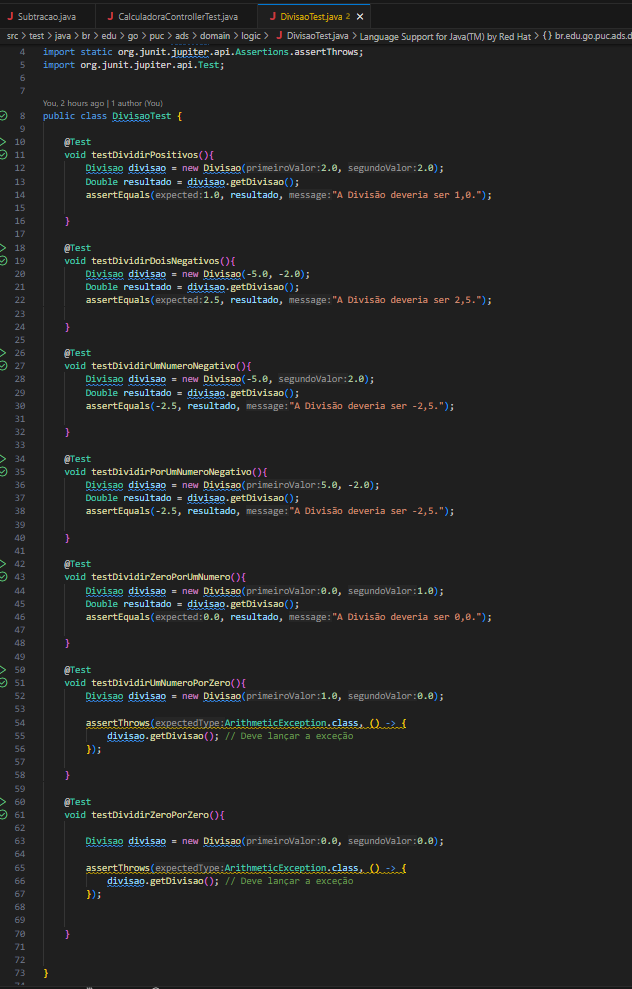 Subtracao.java CalculadoraControllerTest.java DivisaoTest.java 2
src > test > java > br > edu > go > puc > ads > domain > logic > DivisaoTest.java > Language Support for Java(TM) by Red Hat > {} br.edu.go.puc.ads.d
4 import static org.junit.jupiter.api.Assertions.assertThrows;
5 import org.junit.jupiter.api.Test;
6
7
You, 2 hours ago | 1 author (You)
8 public class DivisaoTest {
9
10 @Test
11 void testDividirPositivos(){
12 Divisao divisao = new Divisao(primeiroValor:2.0, segundoValor:2.0);
13 Double resultado = divisao.getDivisao();
14 assertEquals(expected:1.0, resultado, message:"A Divisão deveria ser 1,0.");
15
16 }
17
18 @Test
19 void testDividirDoisNegativos(){
20 Divisao divisao = new Divisao(-5.0, -2.0);
21 Double resultado = divisao.getDivisao();
22 assertEquals(expected:2.5, resultado, message:"A Divisão deveria ser 2,5.");
23
24 }
25
26 @Test
27 void testDividirUmNumeroNegativo(){
28 Divisao divisao = new Divisao(-5.0, segundoValor:2.0);
29 Double resultado = divisao.getDivisao();
30 assertEquals(-2.5, resultado, message:"A Divisão deveria ser -2,5.");
31
32 }
33
34 @Test
35 void testDividirPorUmNumeroNegativo(){
36 Divisao divisao = new Divisao(primeiroValor:5.0, -2.0);
37 Double resultado = divisao.getDivisao();
38 assertEquals(-2.5, resultado, message:"A Divisão deveria ser -2,5.");
39
40 }
41
42 @Test
43 void testDividirZeroPorUmNumero(){
44 Divisao divisao = new Divisao(primeiroValor:0.0, segundoValor:1.0);
45 Double resultado = divisao.getDivisao();
46 assertEquals(expected:0.0, resultado, message:"A Divisão deveria ser 0,0.");
47
48 }
49
50 @Test
51 void testDividirUmNumeroPorZero(){
52 Divisao divisao = new Divisao(primeiroValor:1.0, segundoValor:0.0);
53
54 assertThrows(expectedType:ArithmeticException.class, () -> {
55 divisao.getDivisao(); // Deve lançar a exceção
56 });
57
58 }
59
60 @Test
61 void testDividirZeroPorZero(){
62
63 Divisao divisao = new Divisao(primeiroValor:0.0, segundoValor:0.0);
64
65 assertThrows(expectedType:ArithmeticException.class, () -> {
66 divisao.getDivisao(); // Deve lançar a exceção
67 });
68
69
70 }
71
72
73 }